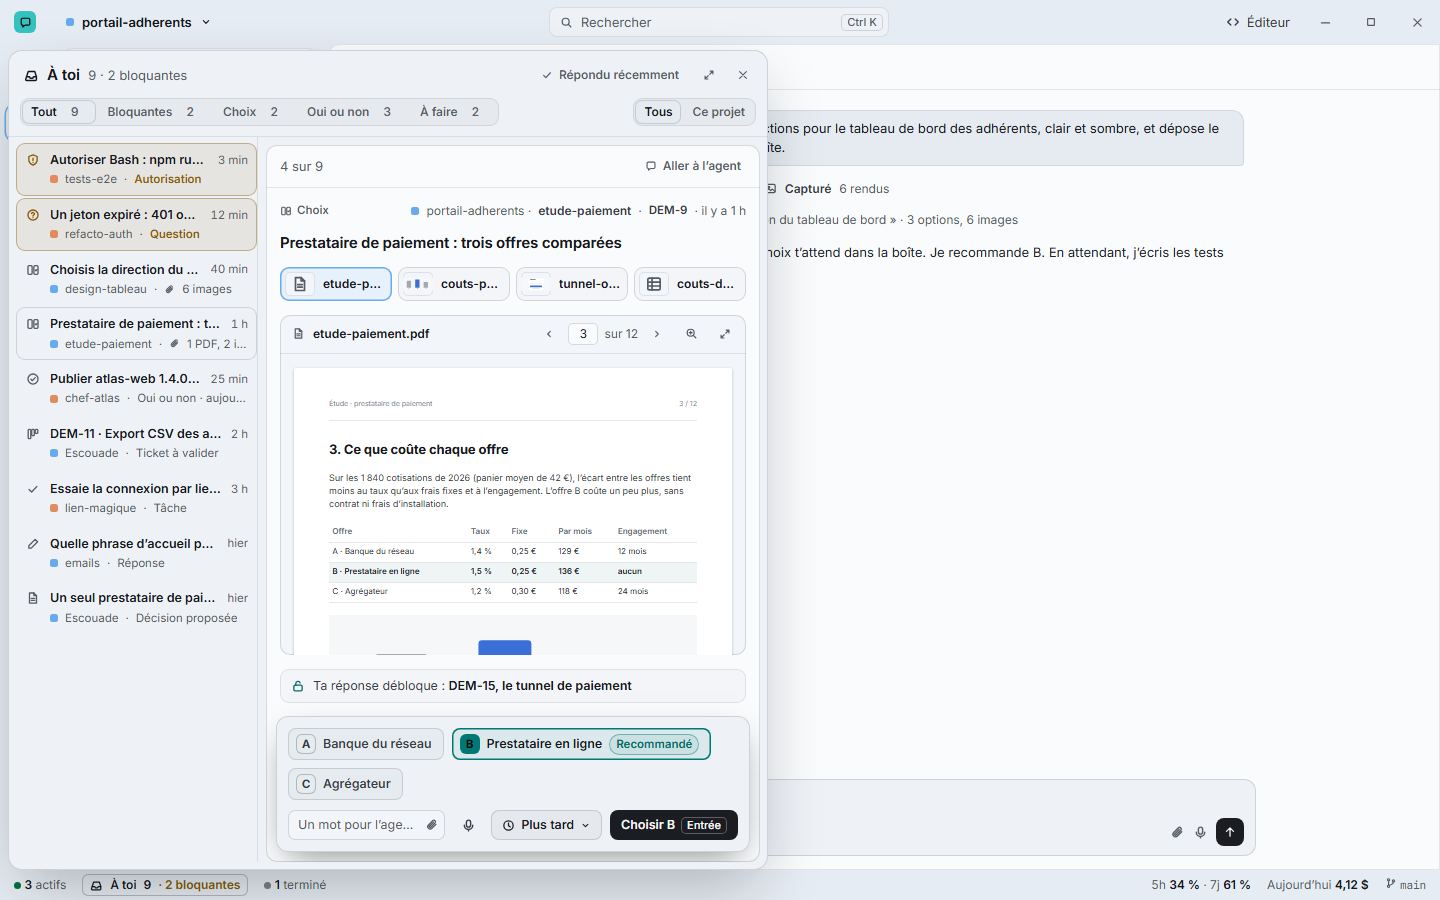 portail-adherents
Rechercher
Ctrl K
Éditeur
À toi 9 · 2 bloquantes
Répondu récemment
Tout 9
Bloquantes 2
Choix 2
Oui ou non 3
À faire 2
Tous
Ce projet
Autoriser Bash : npm ru... 3 min
tests-e2e · Autorisation
Un jeton expiré : 401 o... 12 min
refacto-auth · Question
Choisis la direction du ... 40 min
design-tableau · 6 images
Prestataire de paiement : t... 1 h
etude-paiement · 1 PDF, 2 i...
Publier atlas-web 1.4.0... 25 min
chef-atlas · Oui ou non · aujou...
DEM-11 · Export CSV des a... 2 h
Escouade · Ticket à valider
Essaie la connexion par lie... 3 h
lien-magique · Tâche
Quelle phrase d’accueil p... hier
emails · Réponse
Un seul prestataire de pai... hier
Escouade · Décision proposée
4 sur 9
Aller à l’agent
Choix
portail-adherents · etude-paiement · DEM-9 · il y a 1 h
Prestataire de paiement : trois offres comparées
etude-p...
couts-p...
tunnel-o...
couts-d...
etude-paiement.pdf
3 sur 12
Étude · prestataire de paiement
3 / 12
3. Ce que coûte chaque offre
Sur les 1 840 cotisations de 2026 (panier moyen de 42 €), l’écart entre les offres tient
moins au taux qu’aux frais fixes et à l’engagement. L’offre B coûte un peu plus, sans
contrat ni frais d’installation.
Offre Taux Fixe Par mois Engagement
A · Banque du réseau 1,4 % 0,25 € 129 € 12 mois
B · Prestataire en ligne 1,5 % 0,25 € 136 € aucun
C · Agrégateur 1,2 % 0,30 € 118 € 24 mois
Ta réponse débloque : DEM-15, le tunnel de paiement
A Banque du réseau
B Prestataire en ligne Recommandé
C Agrégateur
Un mot pour l’age...
Plus tard
Choisir B Entrée
ctions pour le tableau de bord des adhérents, clair et sombre, et dépose le
îte.
Capturé 6 rendus
n du tableau de bord » · 3 options, 6 images
hoix t’attend dans la boîte. Je recommande B. En attendant, j’écris les tests
3 actifs
À toi 9 · 2 bloquantes
1 terminé
5h 34 % · 7j 61 %
Aujourd’hui 4,12 $
main